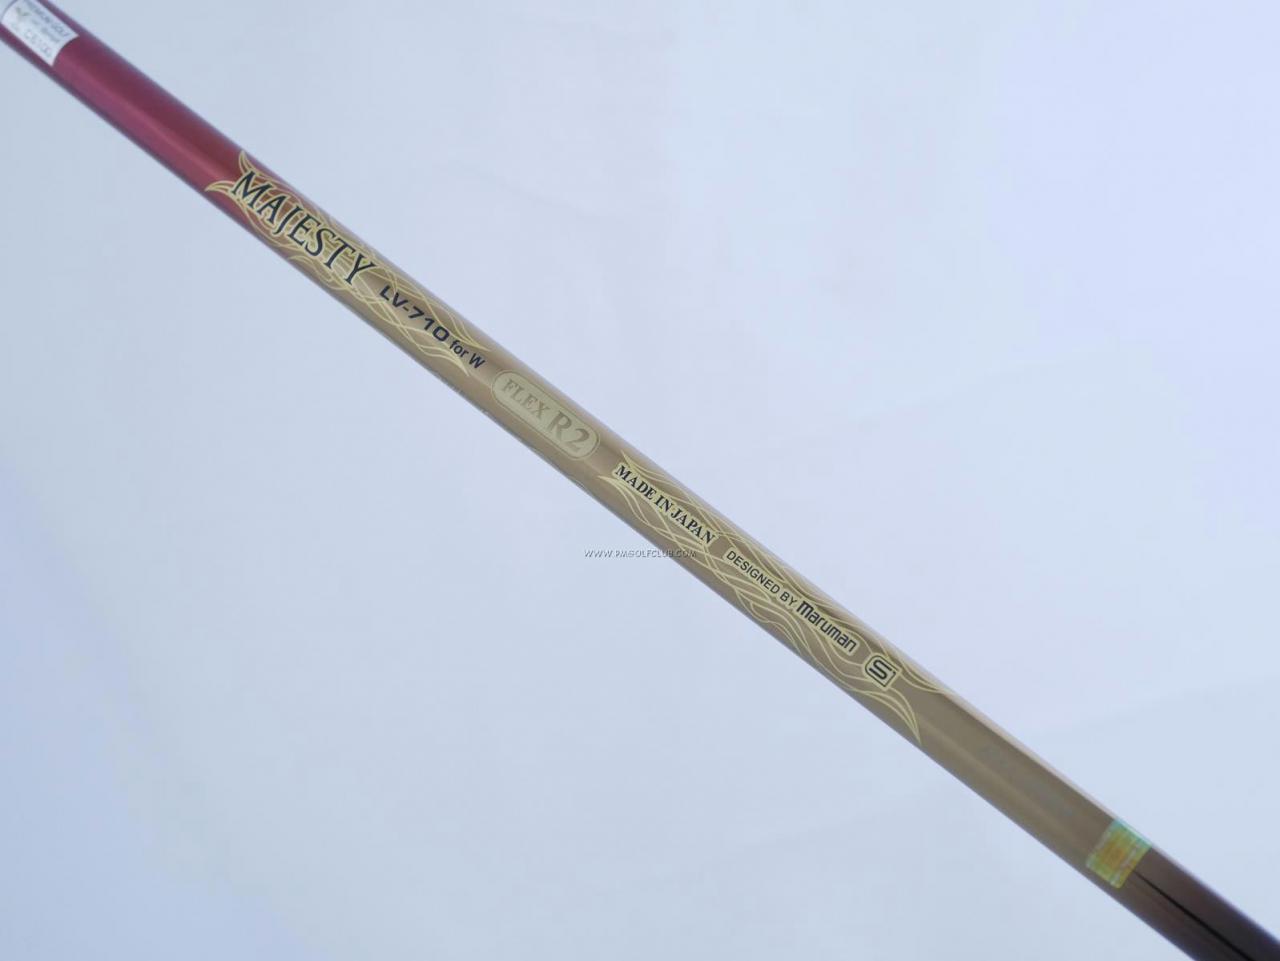 MAJESTY LV-710 for W
FLEX R2
MADE IN JAPAN
DESIGNED BY maruman S
WWW.PMGOLFCLUB.COM